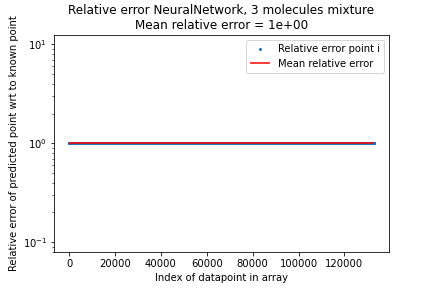 Relative error NeuralNetwork, 3 molecules mixture
Mean relative error = 1e+00
Relative error of predicted point wrt to known point
10¹
10⁰
10⁻¹
Relative error point i
Mean relative error
0 20000 40000 60000 80000 100000 120000
Index of datapoint in array